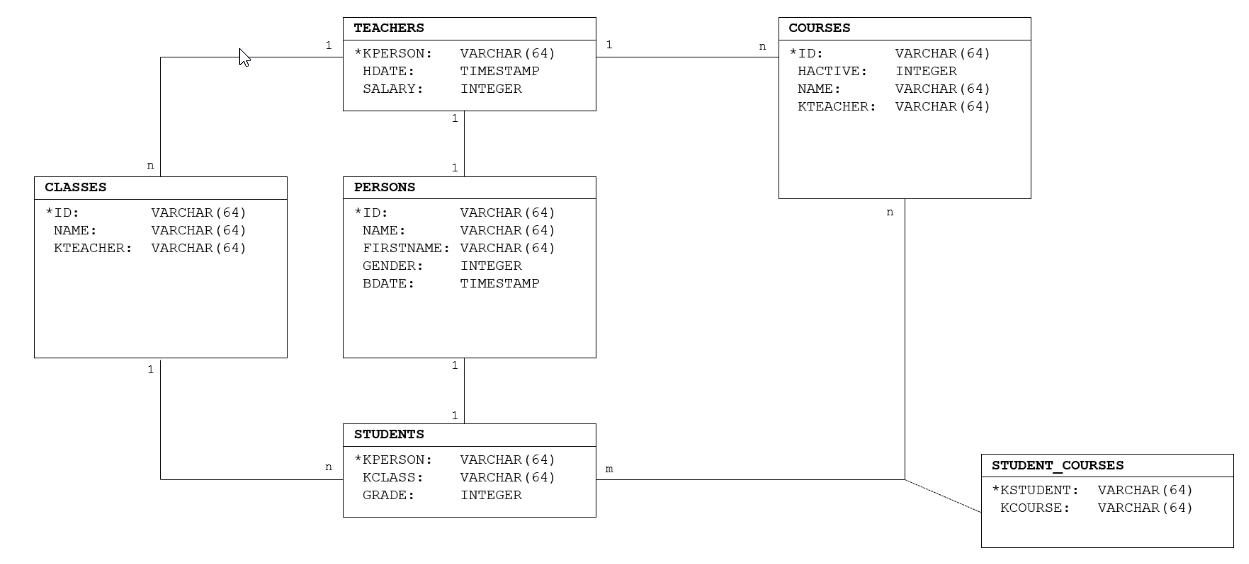 TEACHERS
*KPERSON: VARCHAR(64)
HDATE: TIMESTAMP
SALARY: INTEGER
COURSES
*ID: VARCHAR(64)
HACTIVE: INTEGER
NAME: VARCHAR(64)
KTEACHER: VARCHAR(64)
1
1
n
1
n
1
CLASSES
*ID: VARCHAR(64)
NAME: VARCHAR(64)
KTEACHER: VARCHAR(64)
PERSONS
*ID: VARCHAR(64)
NAME: VARCHAR(64)
FIRSTNAME: VARCHAR(64)
GENDER: INTEGER
BDATE: TIMESTAMP
n
1
1
1
STUDENTS
*KPERSON: VARCHAR(64)
KCLASS: VARCHAR(64)
GRADE: INTEGER
n
m
STUDENT_COURSES
*KSTUDENT: VARCHAR(64)
KCOURSE: VARCHAR(64)